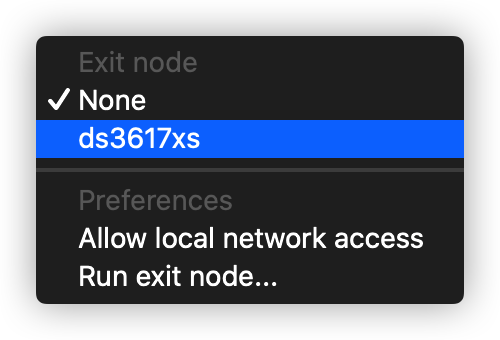 Exit node
None
ds3617xs
Preferences
Allow local network access
Run exit node...